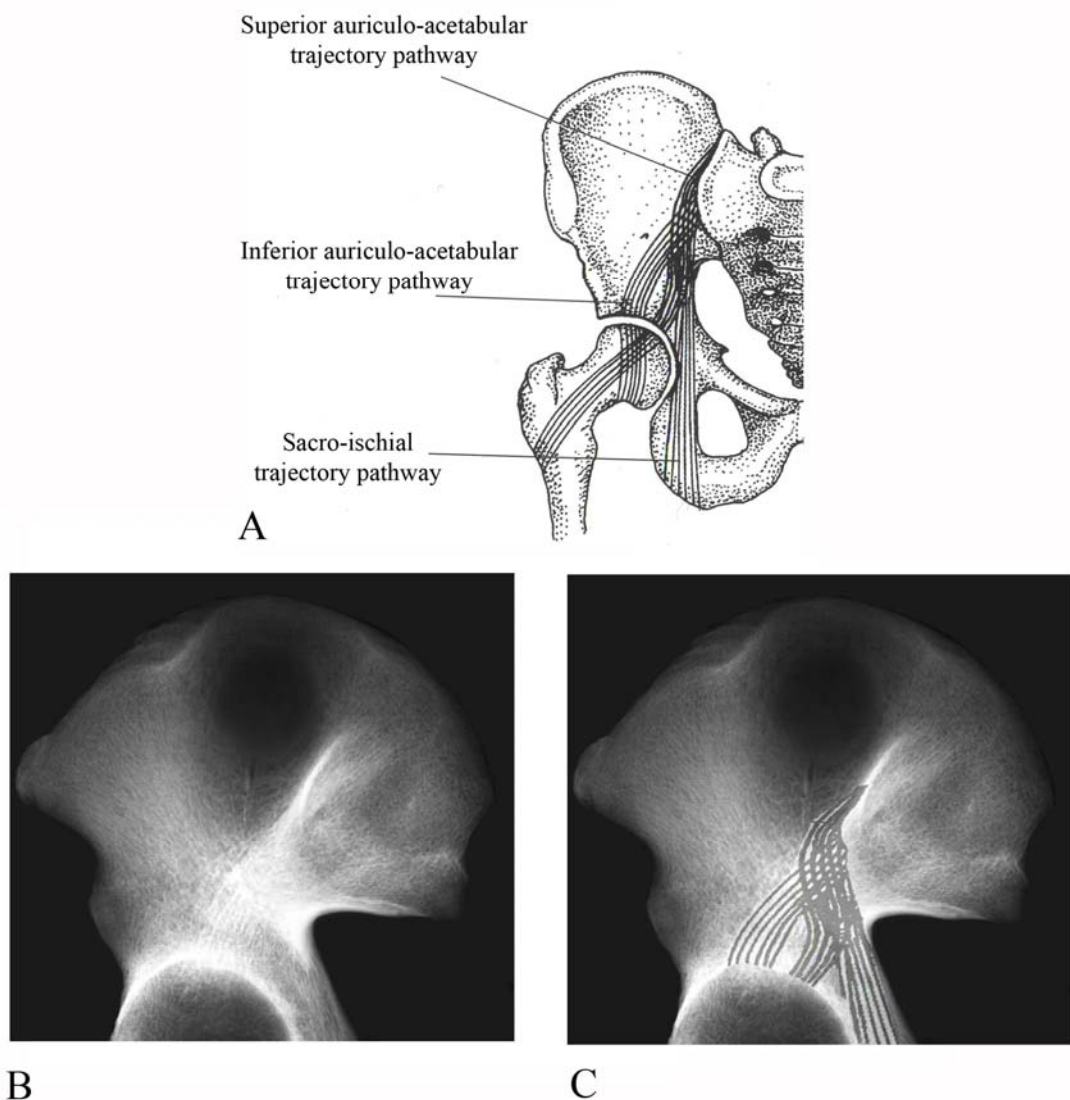 Superior auriculo-acetabular
trajectory pathway
Inferior auriculo-acetabular
trajectory pathway
Sacro-ischial
trajectory pathway
A
B
C